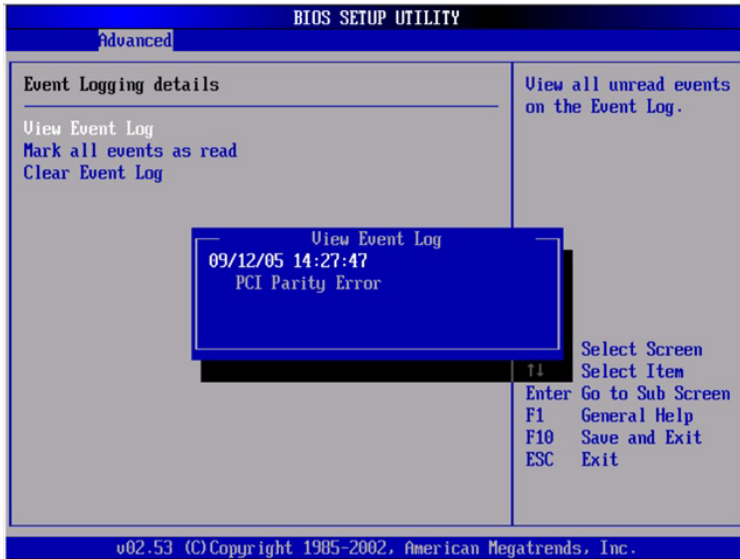 BIOS SETUP UTILITY
Advanced
Event Logging details
View Event Log
Mark all events as read
Clear Event Log
View all unread events
on the Event Log.
View Event Log
09/12/05 14:27:47
PCI Parity Error
Select Screen
↑↓ Select Item
Enter Go to Sub Screen
F1 General Help
F10 Save and Exit
ESC Exit
v02.53 (C)Copyright 1985-2002, American Megatrends, Inc.